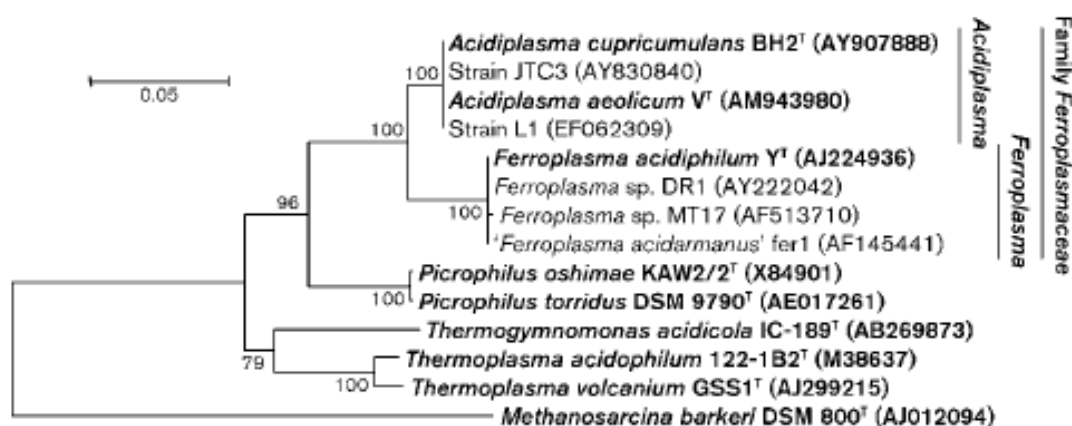 Acidiplasma cupricumulans BH2ᵀ (AY907888)
100
Strain JTC3 (AY830840)
0.05
Acidiplasma aeolicum Vᵀ (AM943980)
100
Strain L1 (EF062309)
Ferroplasma acidiphilum Yᵀ (AJ224936)
Ferroplasma sp. DR1 (AY222042)
96
100
Ferroplasma sp. MT17 (AF513710)
'Ferroplasma acidarmanus' fer1 (AF145441)
Picrophilus oshimae KAW2/2ᵀ (X84901)
100
Picrophilus torridus DSM 9790ᵀ (AE017261)
Thermogymnomonas acidicola IC-189ᵀ (AB269873)
79
Thermoplasma acidophilum 122-1B2ᵀ (M38637)
100
Thermoplasma volcanium GSS1ᵀ (AJ299215)
Methanosarcina barkeri DSM 800ᵀ (AJ012094)
Acidiplasma
Ferroplasma
Family Ferroplasmaceae